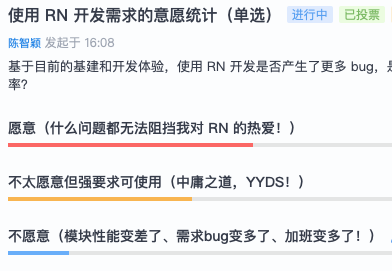 使用 RN 开发需求的意愿统计（单选） 进行中 已投票
陈智颖 发起于 16:08
基于目前的基建和开发体验，使用 RN 开发是否产生了更多 bug，是
率？
愿意（什么问题都无法阻挡我对 RN 的热爱！）
不太愿意但强要求可使用（中庸之道，YYDS！）
不愿意（模块性能变差了、需求bug变多了、加班变多了！）